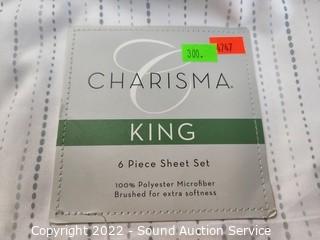 300.
4747
C
CHARISMA®
KING
6 Piece Sheet Set
100% Polyester Microfiber
Brushed for extra softness
Copyright 2022 - Sound Auction Service